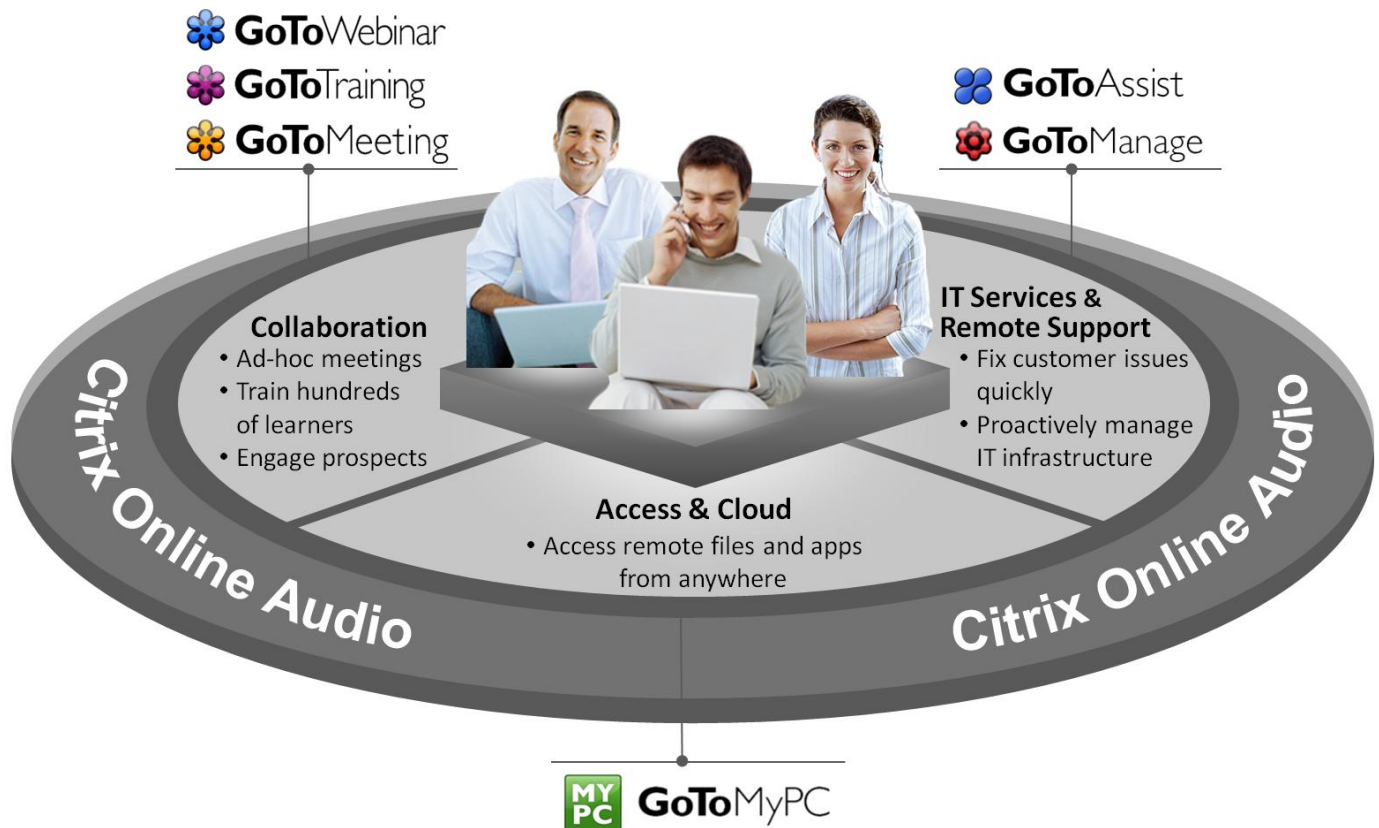 GoToWebinar
GoToTraining
GoToMeeting
GoToAssist
GoToManage
Collaboration
• Ad-hoc meetings
• Train hundreds
of learners
• Engage prospects
IT Services &
Remote Support
• Fix customer issues
quickly
• Proactively manage
IT infrastructure
Access & Cloud
• Access remote files and apps
from anywhere
Citrix Online Audio
Citrix Online Audio
MY
PC
GoToMyPC